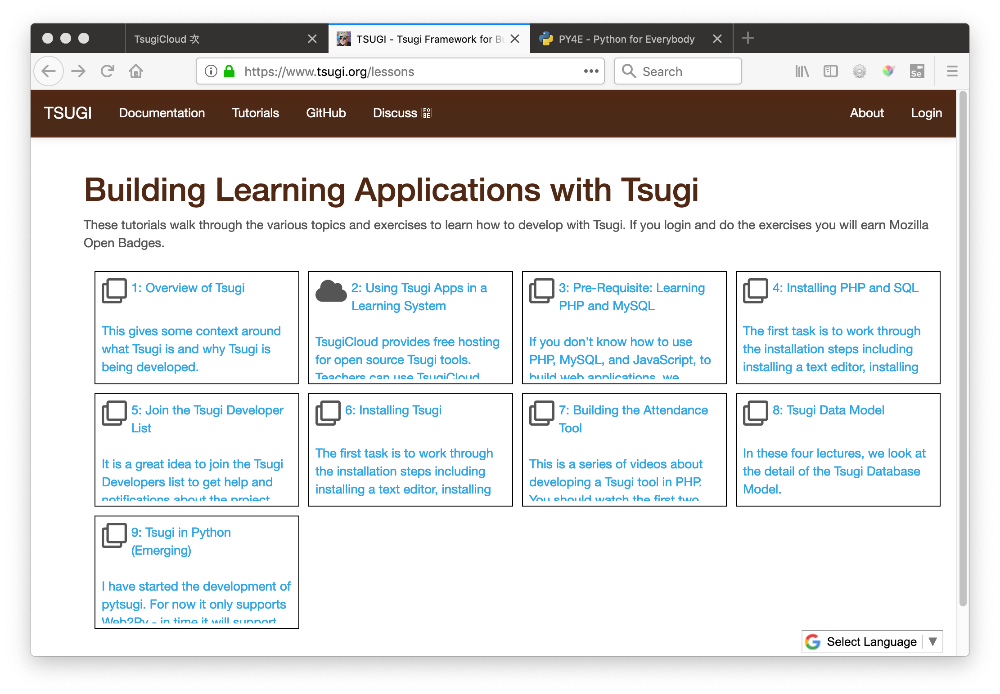 TsugiCloud 次
TSUGI - Tsugi Framework for Bu
PY4E - Python for Everybody
https://www.tsugi.org/lessons
Search
Se
TSUGI Documentation Tutorials GitHub Discuss
About Login
Building Learning Applications with Tsugi
These tutorials walk through the various topics and exercises to learn how to develop with Tsugi. If you login and do the exercises you will earn Mozilla
Open Badges.
1: Overview of Tsugi
This gives some context around
what Tsugi is and why Tsugi is
being developed.
2: Using Tsugi Apps in a
Learning System
TsugiCloud provides free hosting
for open source Tsugi tools.
Teachers can use TsugiCloud
3: Pre-Requisite: Learning
PHP and MySQL
If you don't know how to use
PHP, MySQL, and JavaScript, to
build web applications, we
4: Installing PHP and SQL
The first task is to work through
the installation steps including
installing a text editor, installing
5: Join the Tsugi Developer
List
It is a great idea to join the Tsugi
Developers list to get help and
notifications about the project
6: Installing Tsugi
The first task is to work through
the installation steps including
installing a text editor, installing
7: Building the Attendance
Tool
This is a series of videos about
developing a Tsugi tool in PHP.
You should watch the first two
8: Tsugi Data Model
In these four lectures, we look at
the detail of the Tsugi Database
Model.
9: Tsugi in Python
(Emerging)
I have started the development of
pytsugi. For now it only supports
Web2Py - in time it will support
Select Language